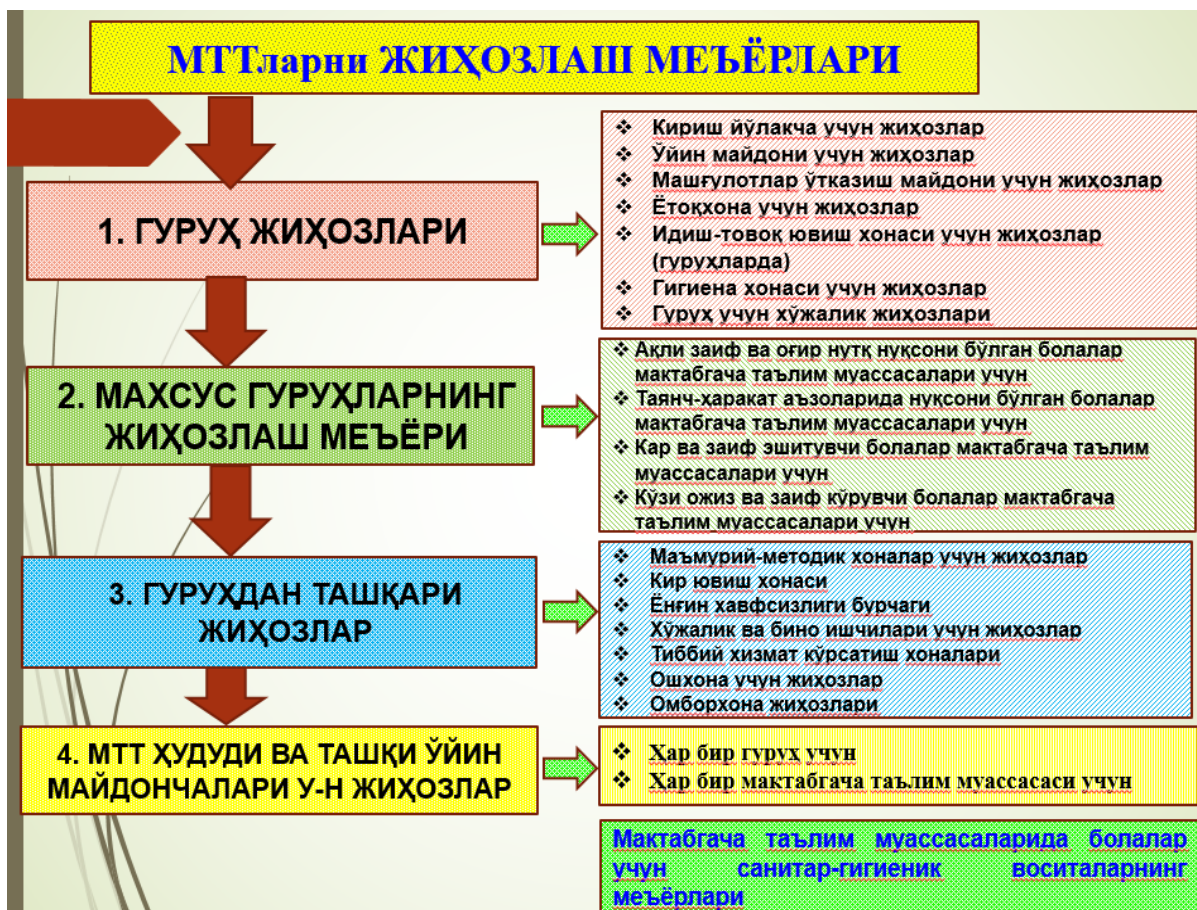 МТТларни ЖИҲОЗЛАШ МЕЪЁРЛАРИ
1. ГУРУҲ ЖИҲОЗЛАРИ
❖ Кириш йўлакча учун жиҳозлар
❖ Ўйин майдони учун жиҳозлар
❖ Машғулотлар ўтказиш майдони учун жиҳозлар
❖ Ётоқхона учун жиҳозлар
❖ Идиш-товоқ ювиш хонаси учун жиҳозлар
(гуруҳларда)
❖ Гигиена хонаси учун жиҳозлар
❖ Гуруҳ учун хўжалик жиҳозлари
2. МАХСУС ГУРУҲЛАРНИНГ
ЖИҲОЗЛАШ МЕЪЁРИ
❖ Ақли заиф ва оғир нутқ нуқсони бўлган болалар
мактабгача таълим муассасалари учун
❖ Таянч-ҳаракат аъзоларида нуқсони бўлган болалар
мактабгача таълим муассасалари учун
❖ Кар ва заиф эшитувчи болалар мактабгача таълим
муассасалари учун
❖ Кўзи ожиз ва заиф кўрувчи болалар мактабгача
таълим муассасалари учун
3. ГУРУҲДАН ТАШҚАРИ
ЖИҲОЗЛАР
❖ Маъмурий-методик хоналар учун жиҳозлар
❖ Кир ювиш хонаси
❖ Ёнғин хавфсизлиги бурчаги
❖ Хўжалик ва бино ишчилари учун жиҳозлар
❖ Тиббий хизмат кўрсатиш хоналари
❖ Ошхона учун жиҳозлар
❖ Омборхона жиҳозлари
4. МТТ ҲУДУДИ ВА ТАШҚИ ЎЙИН
МАЙДОНЧАЛАРИ У-Н ЖИҲОЗЛАР
❖ Ҳар бир гуруҳ учун
❖ Ҳар бир мактабгача таълим муассасаси учун
Мактабгача таълим муассасаларида болалар
учун санитар-гигиеник воситаларнинг
меъёрлари